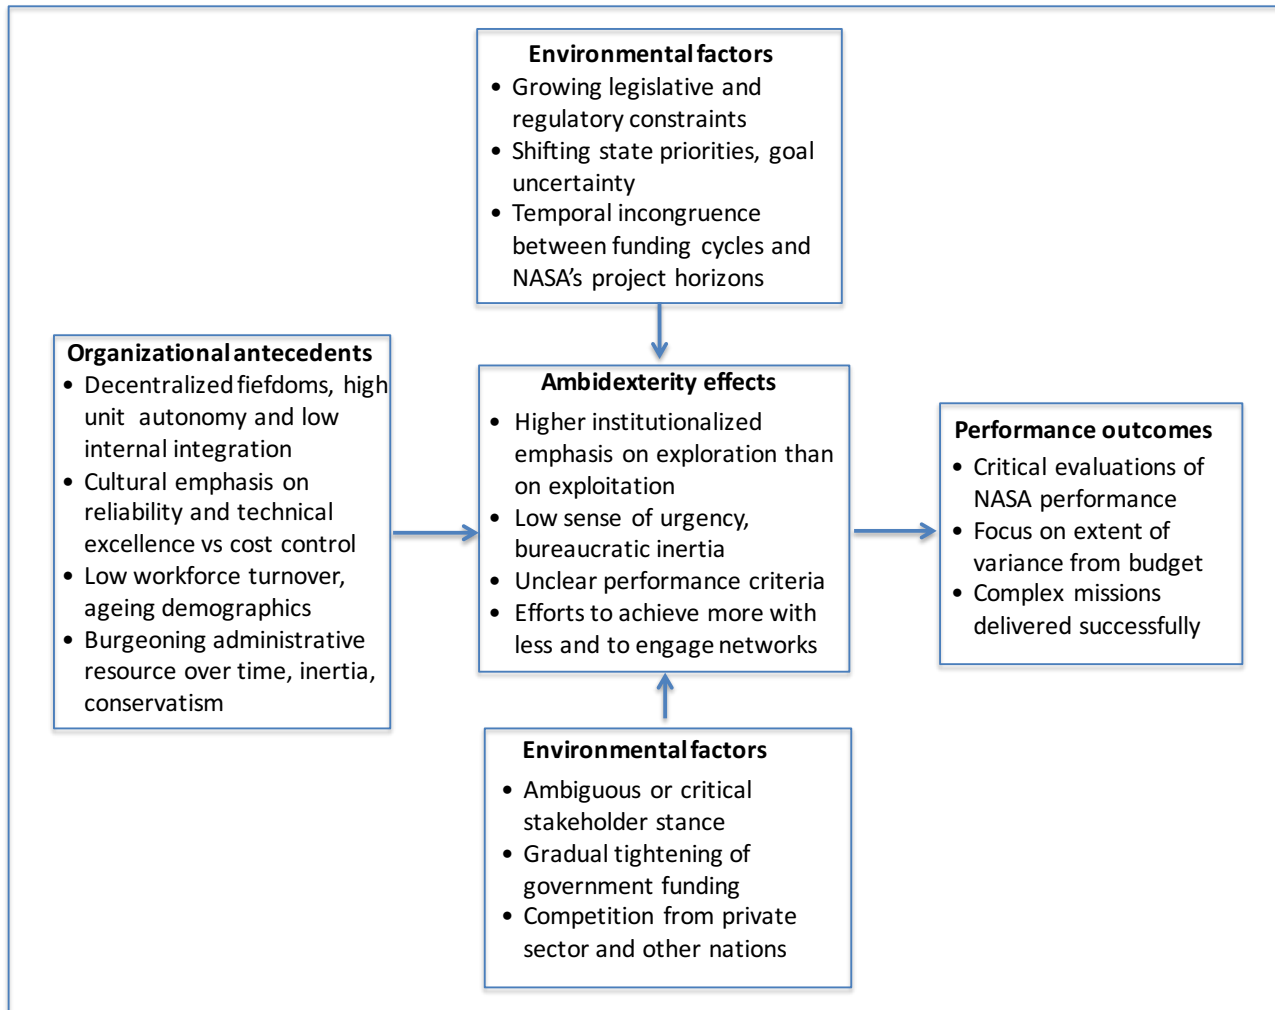 Environmental factors
• Growing legislative and
regulatory constraints
• Shifting state priorities, goal
uncertainty
• Temporal incongruence
between funding cycles and
NASA’s project horizons
Organizational antecedents
• Decentralized fiefdoms, high
unit autonomy and low
internal integration
• Cultural emphasis on
reliability and technical
excellence vs cost control
• Low workforce turnover,
ageing demographics
• Burgeoning administrative
resource over time, inertia,
conservatism
Ambidexterity effects
• Higher institutionalized
emphasis on exploration than
on exploitation
• Low sense of urgency,
bureaucratic inertia
• Unclear performance criteria
• Efforts to achieve more with
less and to engage networks
Performance outcomes
• Critical evaluations of
NASA performance
• Focus on extent of
variance from budget
• Complex missions
delivered successfully
Environmental factors
• Ambiguous or critical
stakeholder stance
• Gradual tightening of
government funding
• Competition from private
sector and other nations